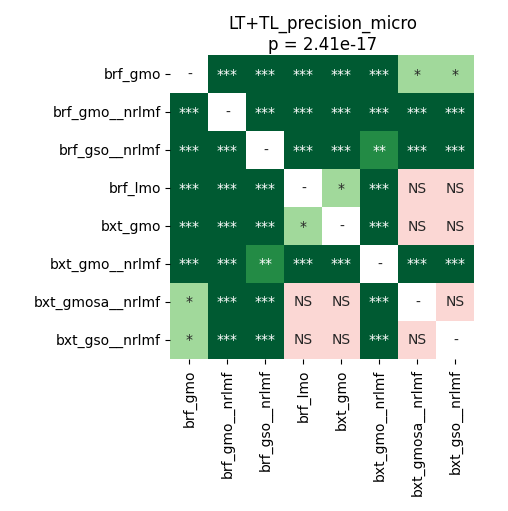 LT+TL_precision_micro
p = 2.41e-17
brf_gmo - *** *** *** *** *** * *
brf_gmo__nrlmf *** - *** *** *** *** *** ***
brf_gso__nrlmf *** *** - *** *** ** *** ***
brf_lmo *** *** *** - * *** NS NS
bxt_gmo *** *** *** * - *** NS NS
bxt_gmo__nrlmf *** *** ** *** *** - *** ***
bxt_gmosa__nrlmf * *** *** NS NS *** - NS
bxt_gso__nrlmf * *** *** NS NS *** NS -
brf_gmo
brf_gmo__nrlmf
brf_gso__nrlmf
brf_lmo
bxt_gmo
bxt_gmo__nrlmf
bxt_gmosa__nrlmf
bxt_gso__nrlmf